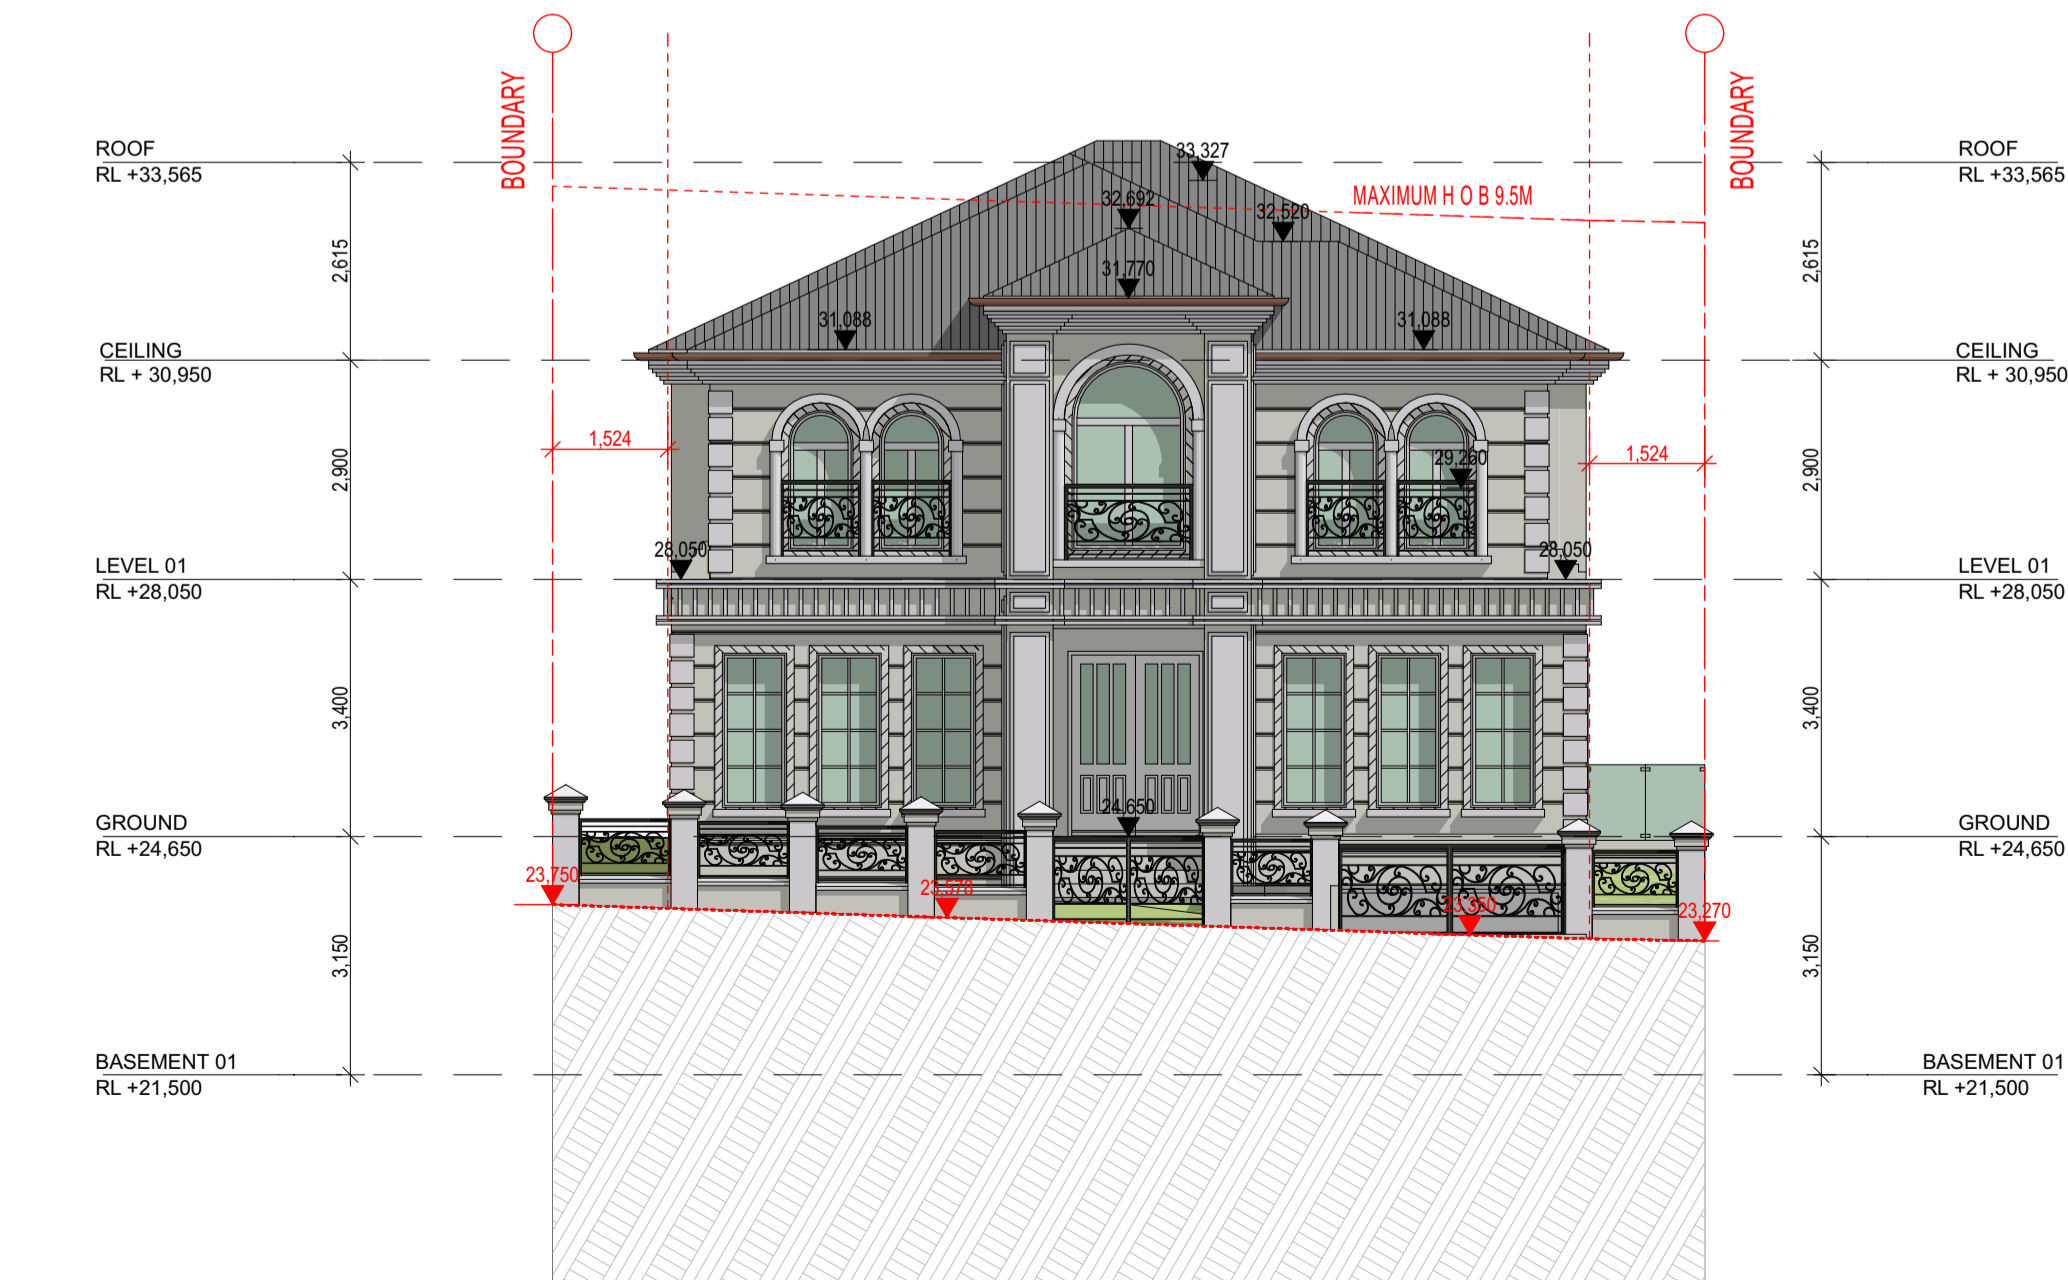 BOUNDARY
BOUNDARY
ROOF
RL +33,565
ROOF
RL +33,565
33,327
MAXIMUM H O B 9.5M
32,692
32,520
2,615
31,770
2,615
31,088
31,088
CEILING
RL + 30,950
CEILING
RL + 30,950
1,524
1,524
2,900
29,260
2,900
28,050
28,050
LEVEL 01
RL +28,050
LEVEL 01
RL +28,050
3,400
3,400
24,650
GROUND
RL +24,650
GROUND
RL +24,650
23,750
23,578
23,350
23,270
3,150
3,150
BASEMENT 01
RL +21,500
BASEMENT 01
RL +21,500